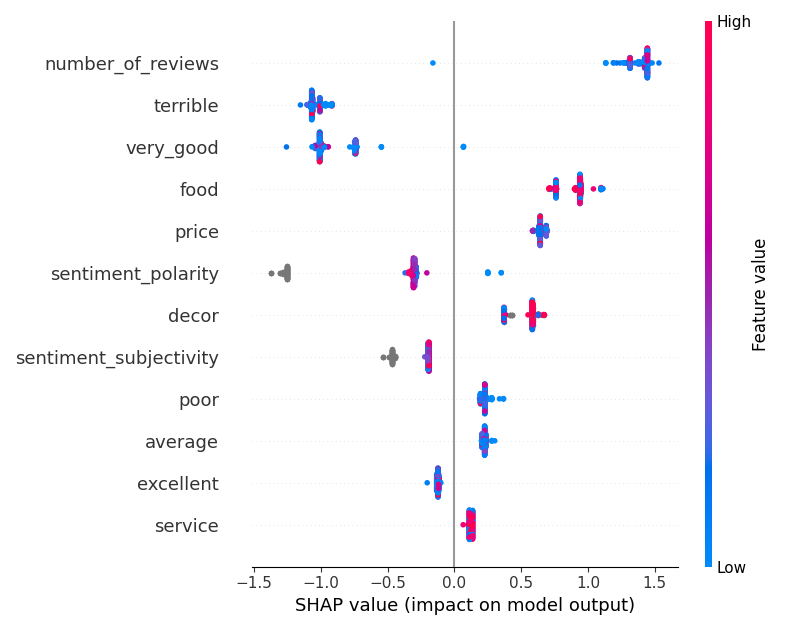 High
number_of_reviews
terrible
very_good
food
price
sentiment_polarity
decor
sentiment_subjectivity
poor
average
excellent
service
Feature value
Low
−1.5 −1.0 −0.5 0.0 0.5 1.0 1.5
SHAP value (impact on model output)